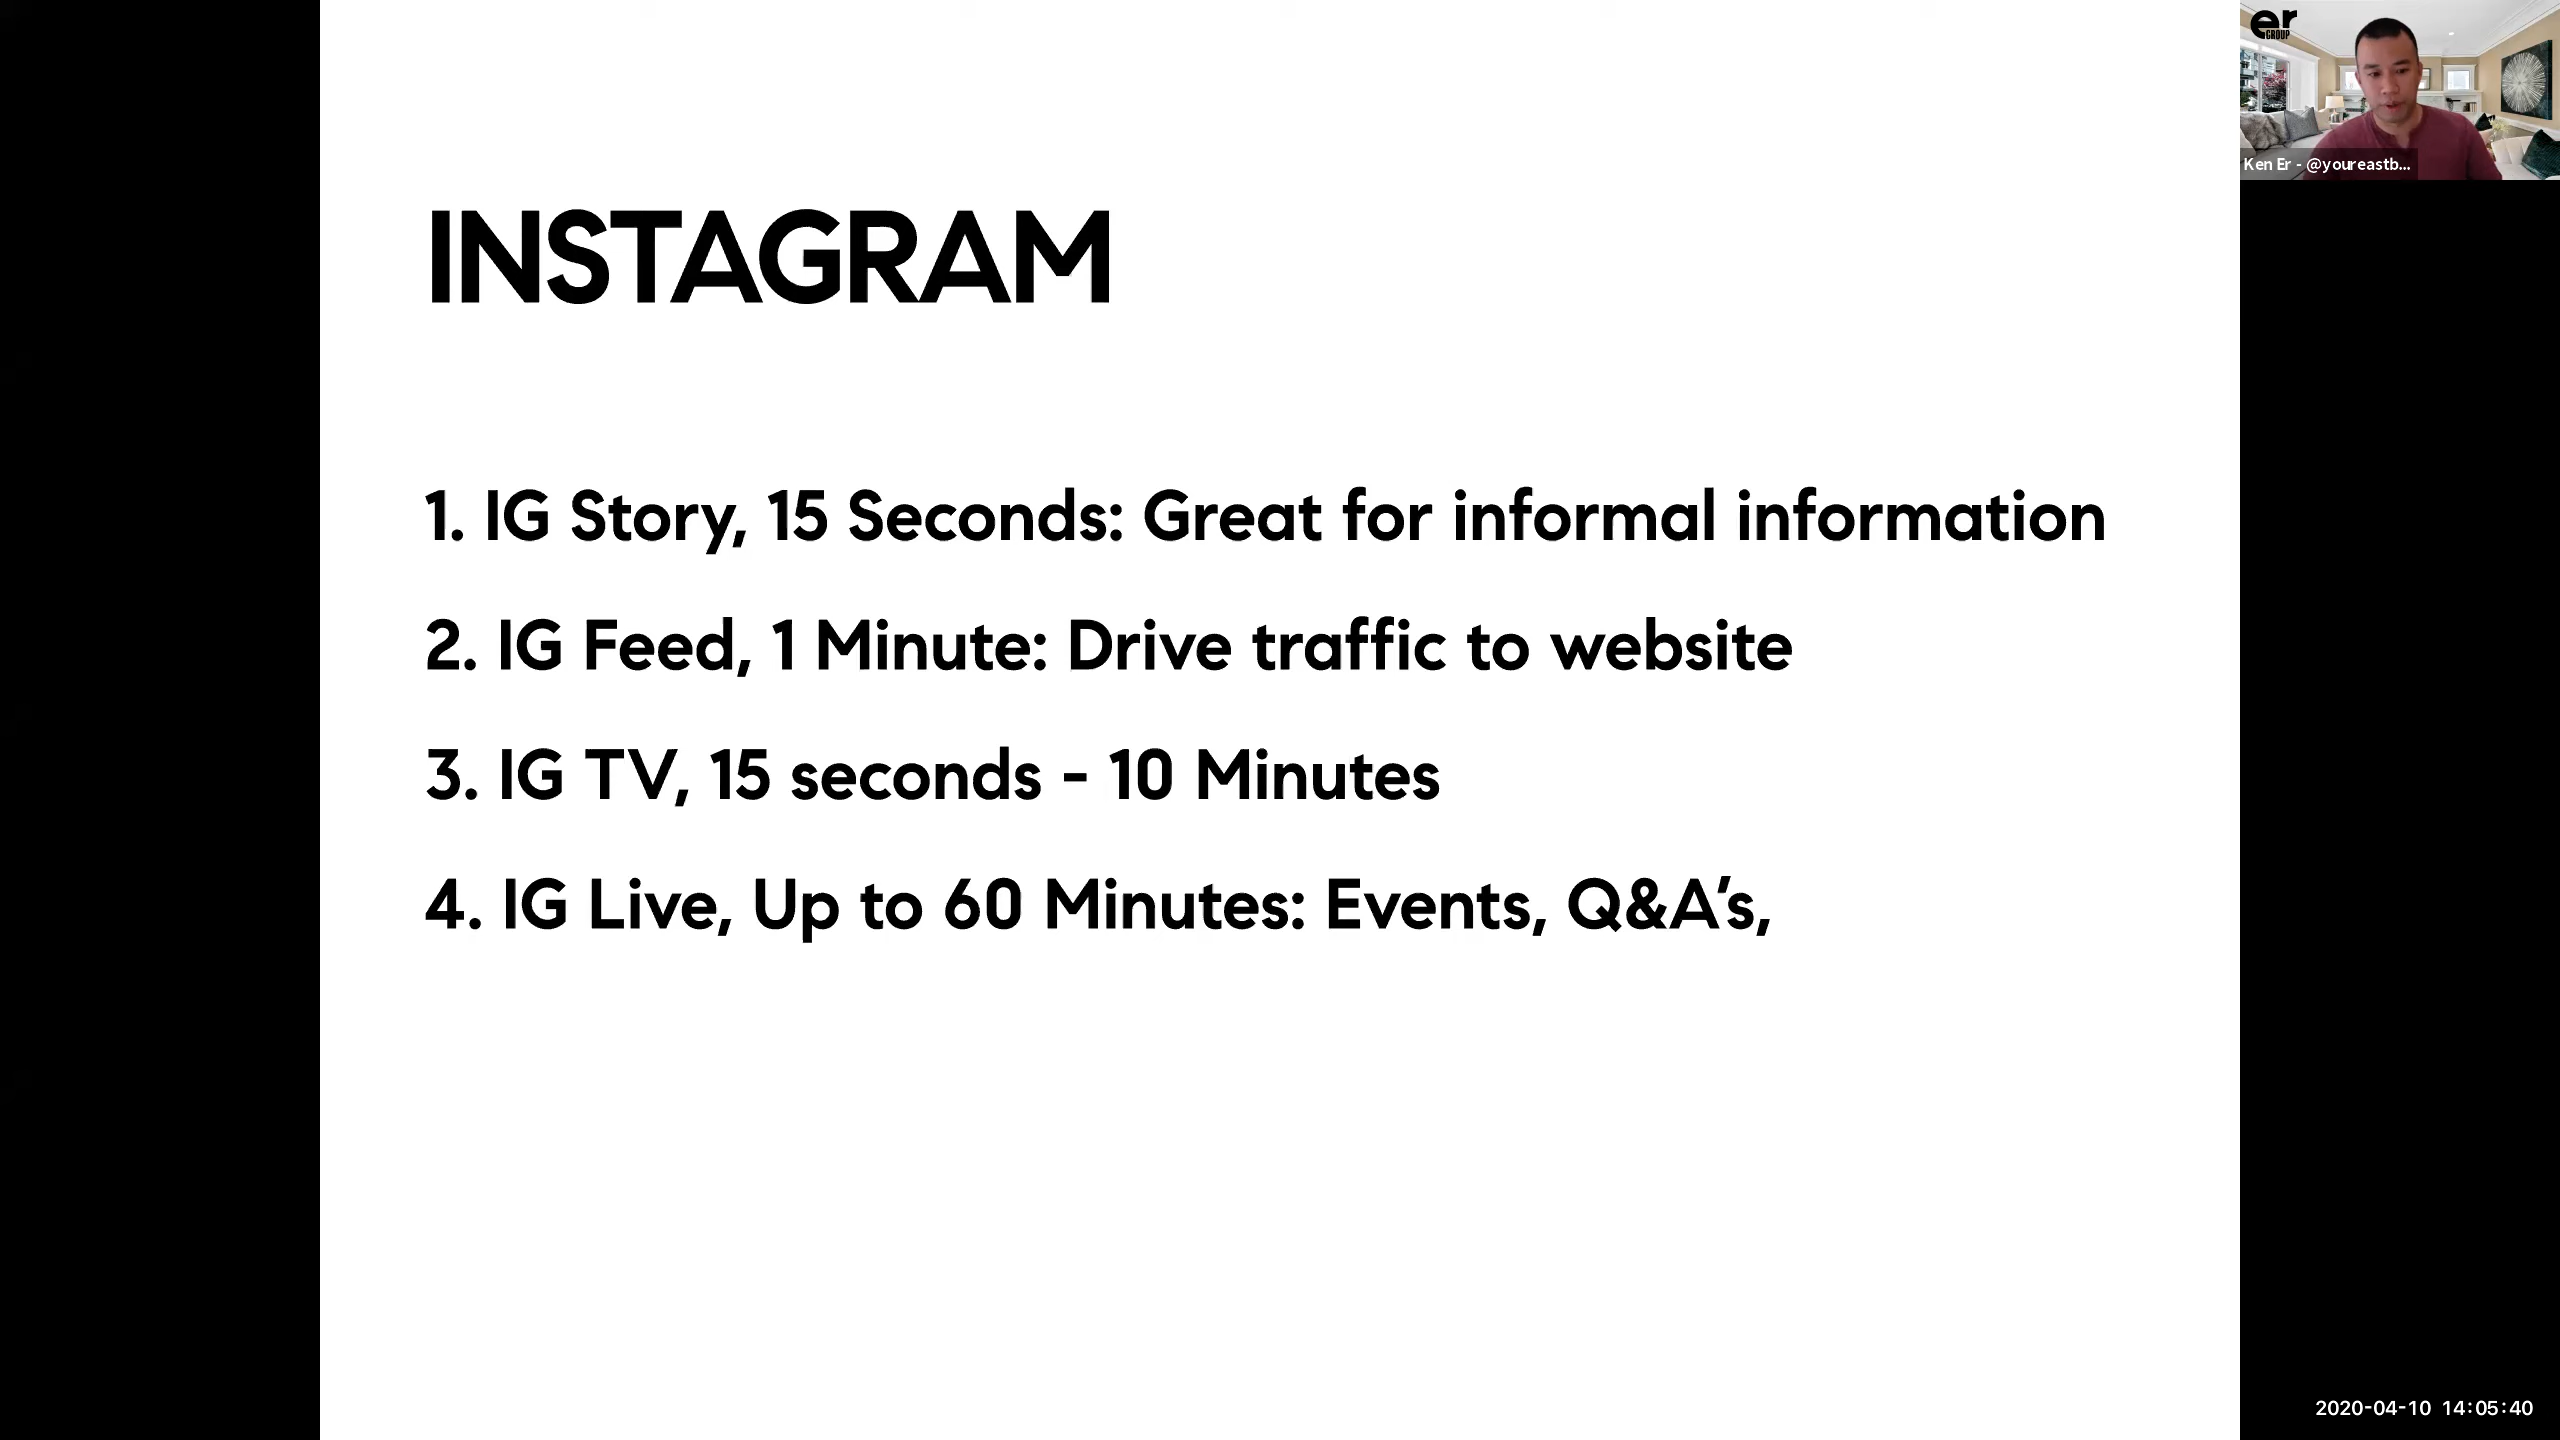 er
GROUP
Ken Er - @youreastb...
INSTAGRAM
1. IG Story, 15 Seconds: Great for informal information
2. IG Feed, 1 Minute: Drive traffic to website
3. IG TV, 15 seconds - 10 Minutes
4. IG Live, Up to 60 Minutes: Events, Q&A’s,
2020-04-10 14:05:40